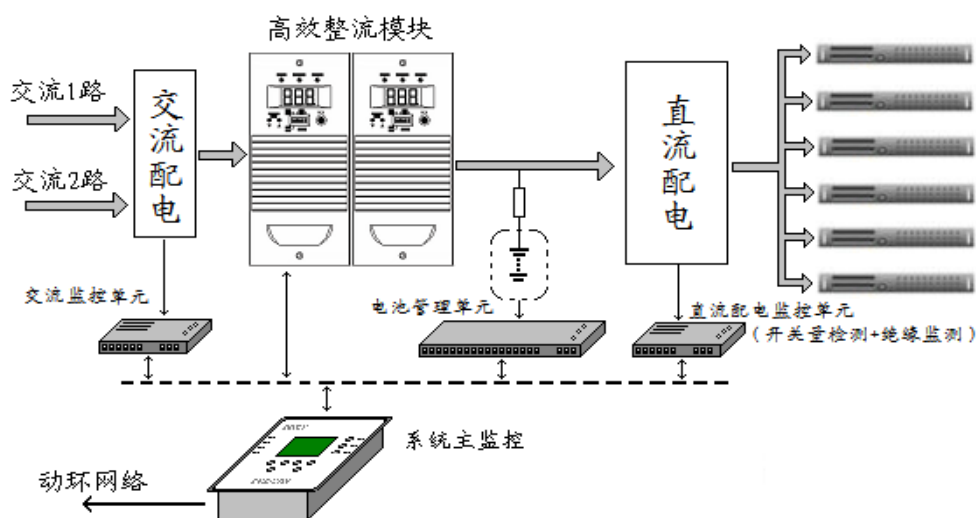 高效整流模块
交流1路
交流2路
交流配电
直流配电
交流监控单元
电池管理单元
直流配电监控单元
（开关量检测+绝缘监测）
系统主监控
动环网络